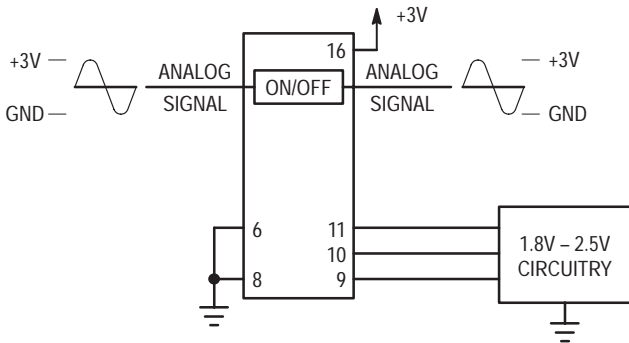 16
+3V
+3V
ANALOG
SIGNAL
ON/OFF
ANALOG
SIGNAL
+3V
GND
GND
6
11
10
8
9
1.8V – 2.5V
CIRCUITRY